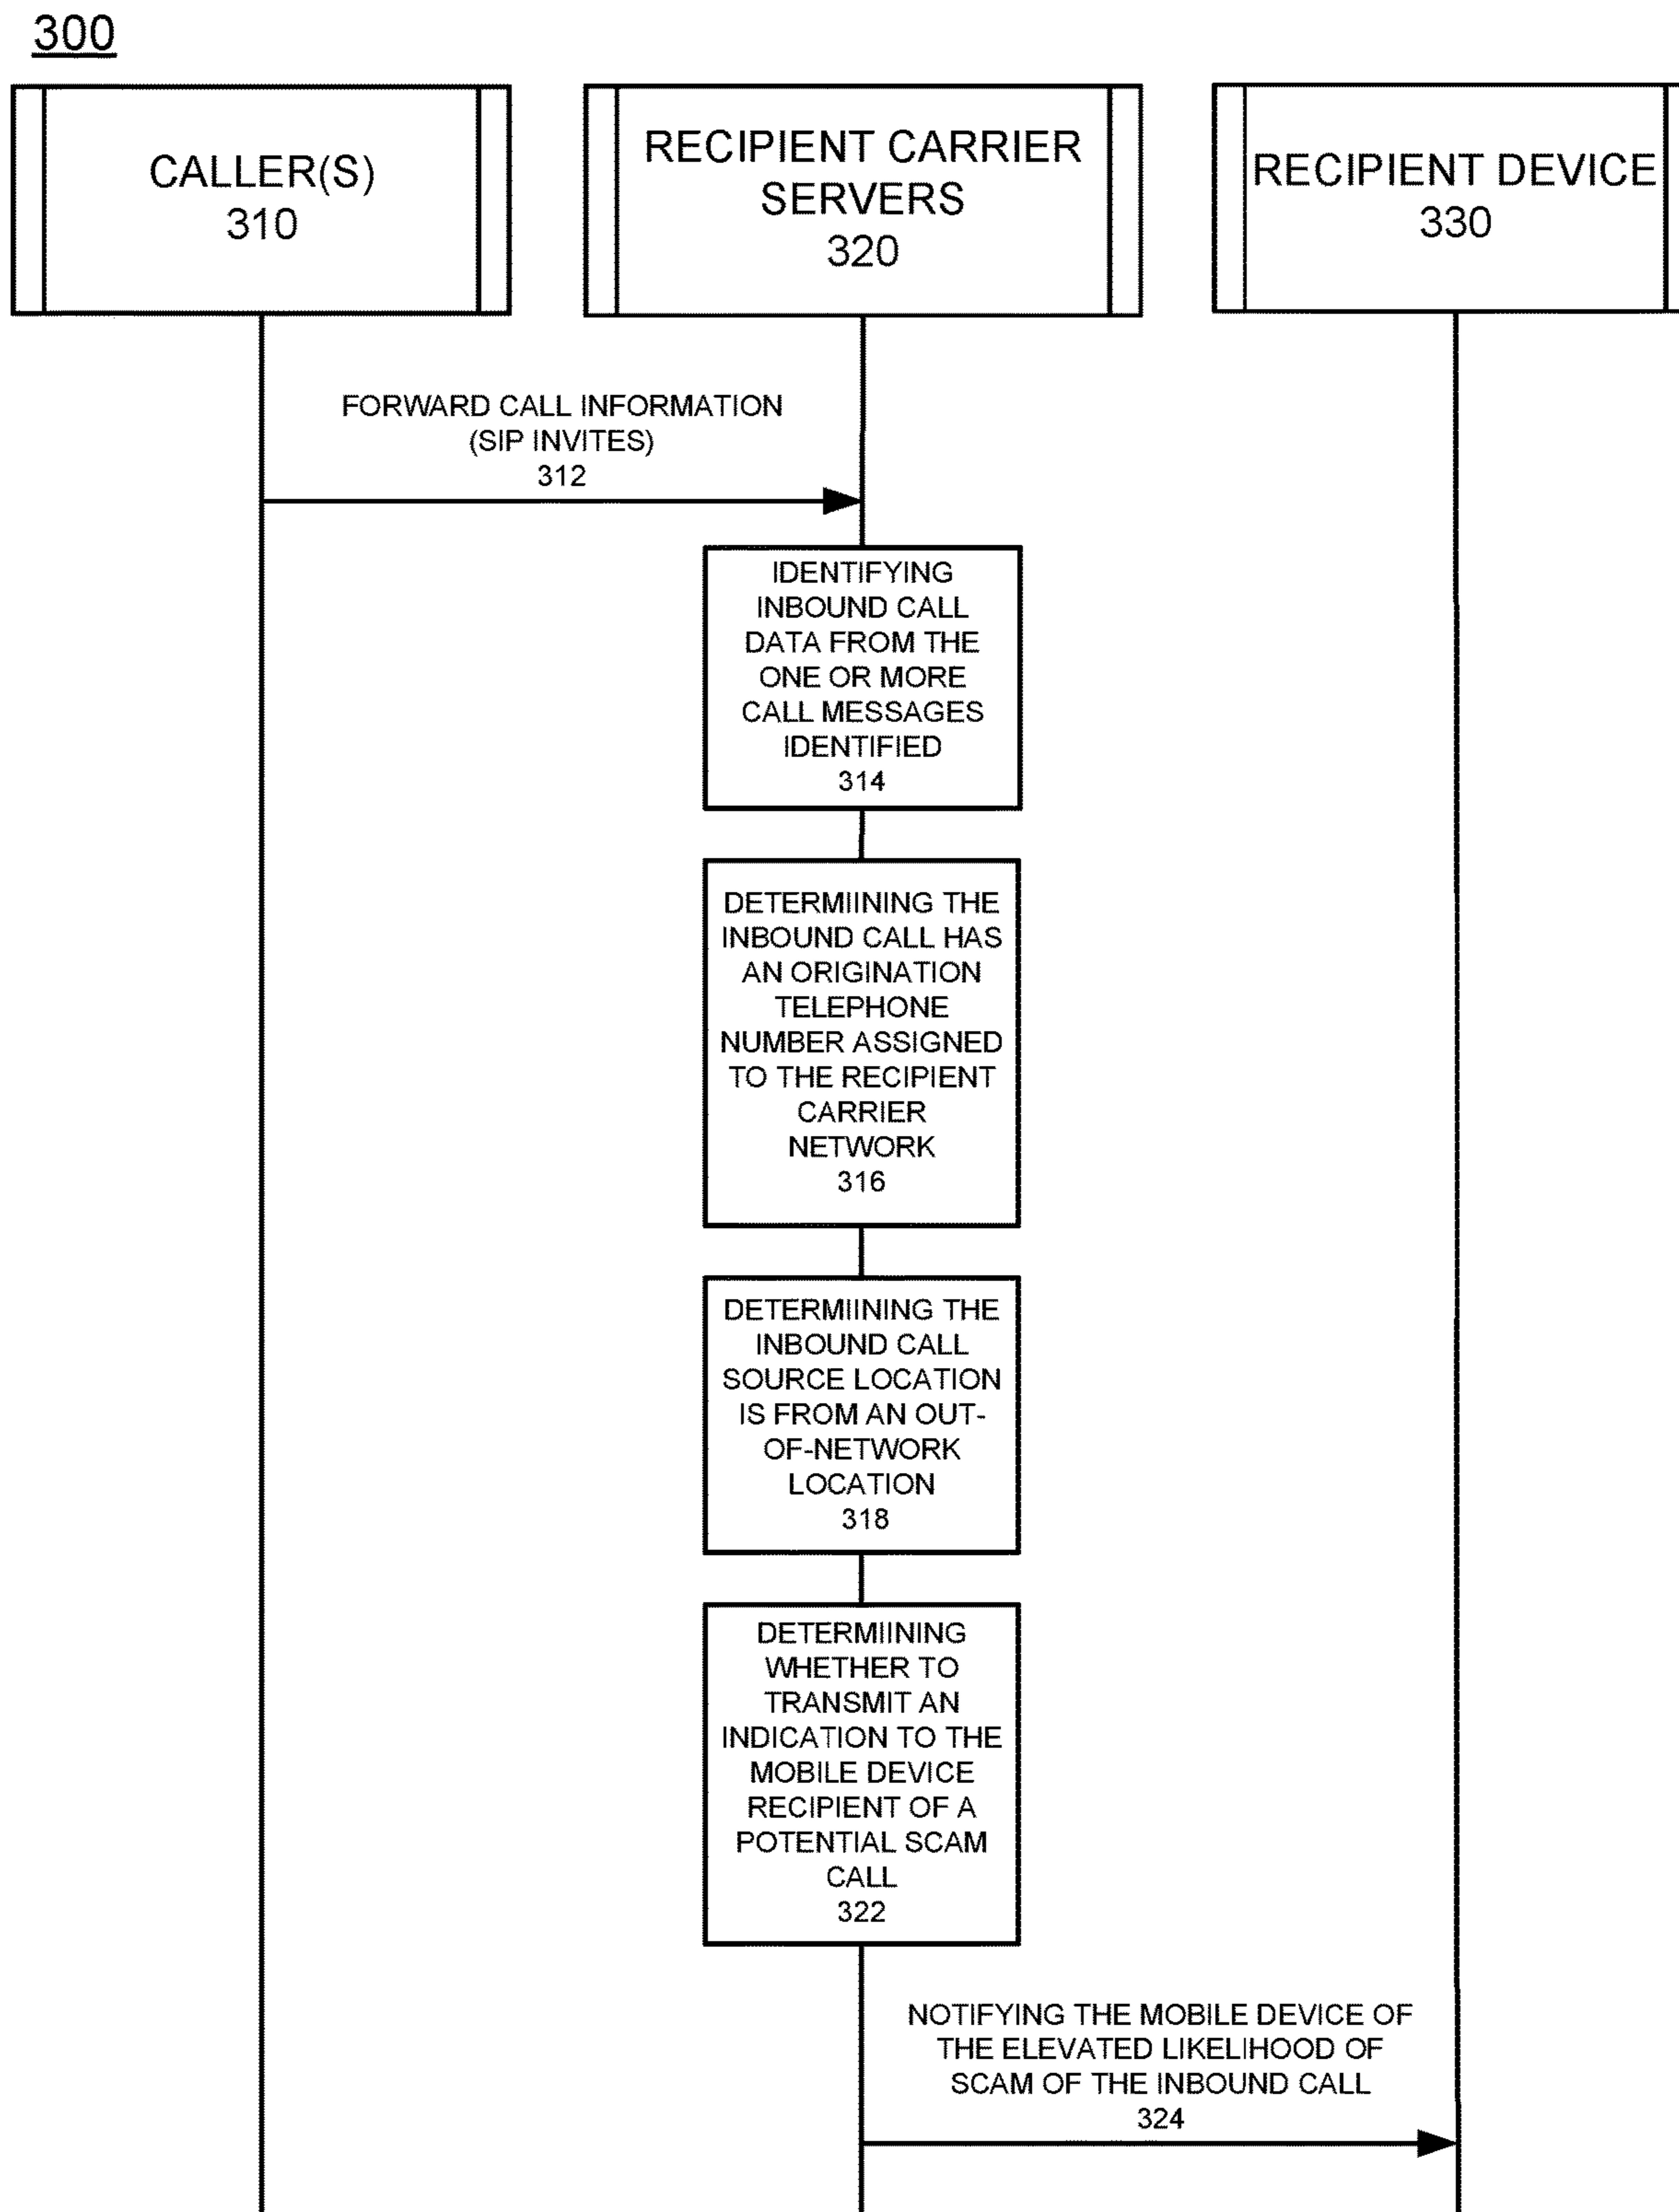 300
CALLER(S)
310
RECIPIENT CARRIER
SERVERS
320
RECIPIENT DEVICE
330
FORWARD CALL INFORMATION
(SIP INVITES)
312
IDENTIFYING
INBOUND CALL
DATA FROM THE
ONE OR MORE
CALL MESSAGES
IDENTIFIED
314
DETERMIINING THE
INBOUND CALL HAS
AN ORIGINATION
TELEPHONE
NUMBER ASSIGNED
TO THE RECIPIENT
CARRIER
NETWORK
316
DETERMIINING THE
INBOUND CALL
SOURCE LOCATION
IS FROM AN OUT-
OF-NETWORK
LOCATION
318
DETERMIINING
WHETHER TO
TRANSMIT AN
INDICATION TO THE
MOBILE DEVICE
RECIPIENT OF A
POTENTIAL SCAM
CALL
322
NOTIFYING THE MOBILE DEVICE OF
THE ELEVATED LIKELIHOOD OF
SCAM OF THE INBOUND CALL
324